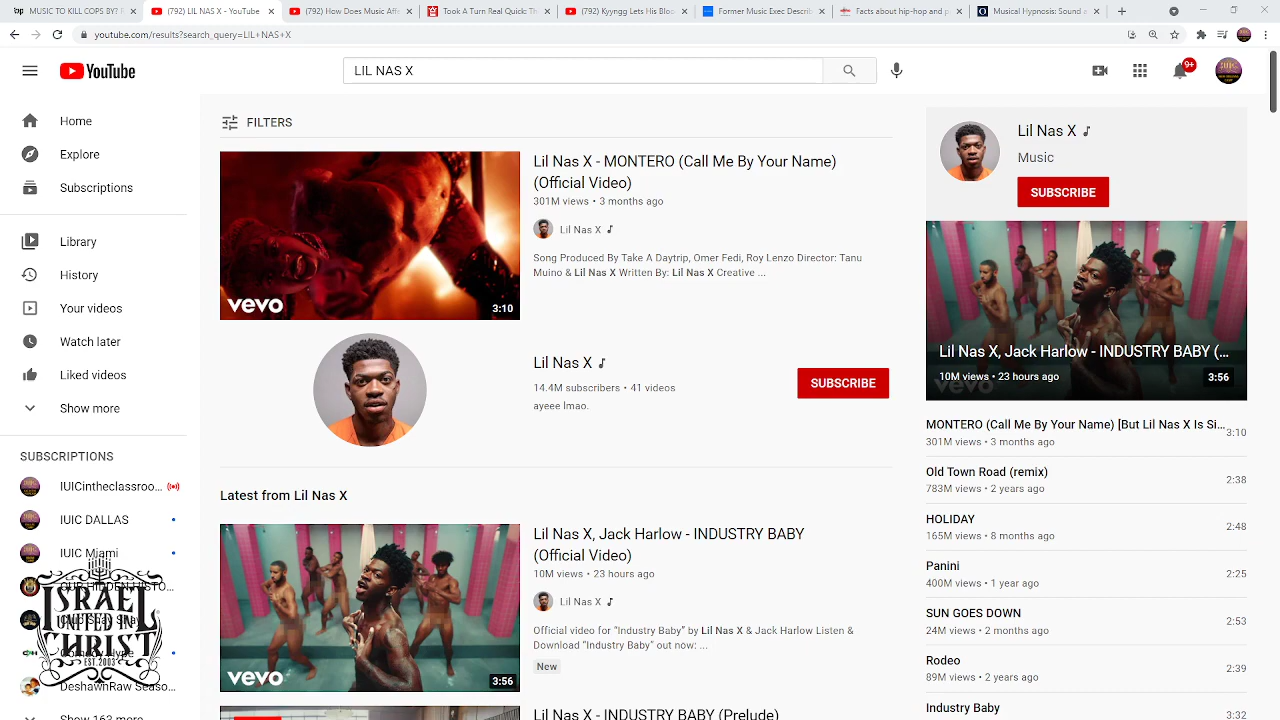 MUSIC TO KILL COPS BY? R
(792) LIL NAS X - YouTube
(792) How Does Music Affe
Took A Turn Real Quick Th
(792) Kyyngg Lets His Bloo
Former Music Exec Describ
Facts about hip-hop and p
Musical Hypnosis: Sound a
youtube.com/results?search_query=LIL+NAS+X
YouTube
LIL NAS X
9+
Home
Explore
Subscriptions
Library
History
Your videos
Watch later
Liked videos
Show more
SUBSCRIPTIONS
IUICintheclassroo...
IUIC DALLAS
IUIC Miami
OUR HIDDEN HISTO...
Comedy Hype
DeshawnRaw Seaso...
Show 163 more
ISRAEL
UNITED IN
CHRIST
EST. 2003
FILTERS
vevo
3:10
Lil Nas X - MONTERO (Call Me By Your Name)
(Official Video)
301M views • 3 months ago
Lil Nas X
Song Produced By Take A Daytrip, Omer Fedi, Roy Lenzo Director: Tanu
Muino & Lil Nas X Written By: Lil Nas X Creative ...
Lil Nas X
14.4M subscribers • 41 videos
ayeee lmao.
SUBSCRIBE
Latest from Lil Nas X
vevo
3:56
Lil Nas X, Jack Harlow - INDUSTRY BABY
(Official Video)
10M views • 23 hours ago
Lil Nas X
Official video for “Industry Baby” by Lil Nas X & Jack Harlow Listen &
Download “Industry Baby” out now: ...
New
Lil Nas X - INDUSTRY BABY (Prelude)
Lil Nas X
Music
SUBSCRIBE
Lil Nas X, Jack Harlow - INDUSTRY BABY (...
10M views • 23 hours ago
vevo
3:56
MONTERO (Call Me By Your Name) [But Lil Nas X Is Si...
301M views • 3 months ago
3:10
Old Town Road (remix)
783M views • 2 years ago
2:38
HOLIDAY
165M views • 8 months ago
2:48
Panini
400M views • 1 year ago
2:25
SUN GOES DOWN
24M views • 2 months ago
2:53
Rodeo
89M views • 2 years ago
2:39
Industry Baby
3:32